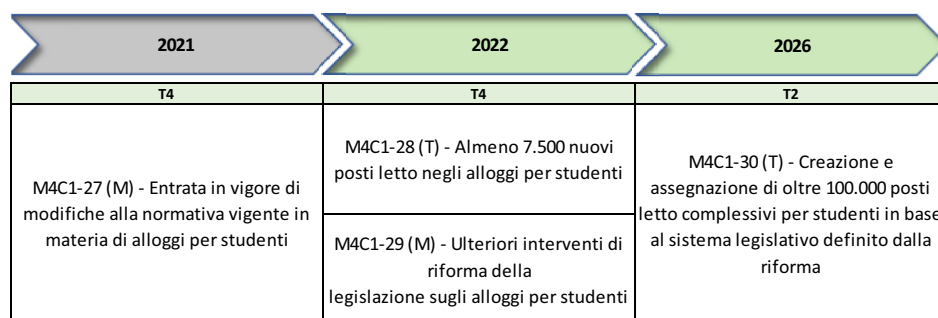 2021
2022
2026
T4
T4
T2
M4C1-27 (M) - Entrata in vigore di
modifiche alla normativa vigente in
materia di alloggi per studenti
M4C1-28 (T) - Almeno 7.500 nuovi
posti letto negli alloggi per studenti
M4C1-29 (M) - Ulteriori interventi di
riforma della
legislazione sugli alloggi per studenti
M4C1-30 (T) - Creazione e
assegnazione di oltre 100.000 posti
letto complessivi per studenti in base
al sistema legislativo definito dalla
riforma